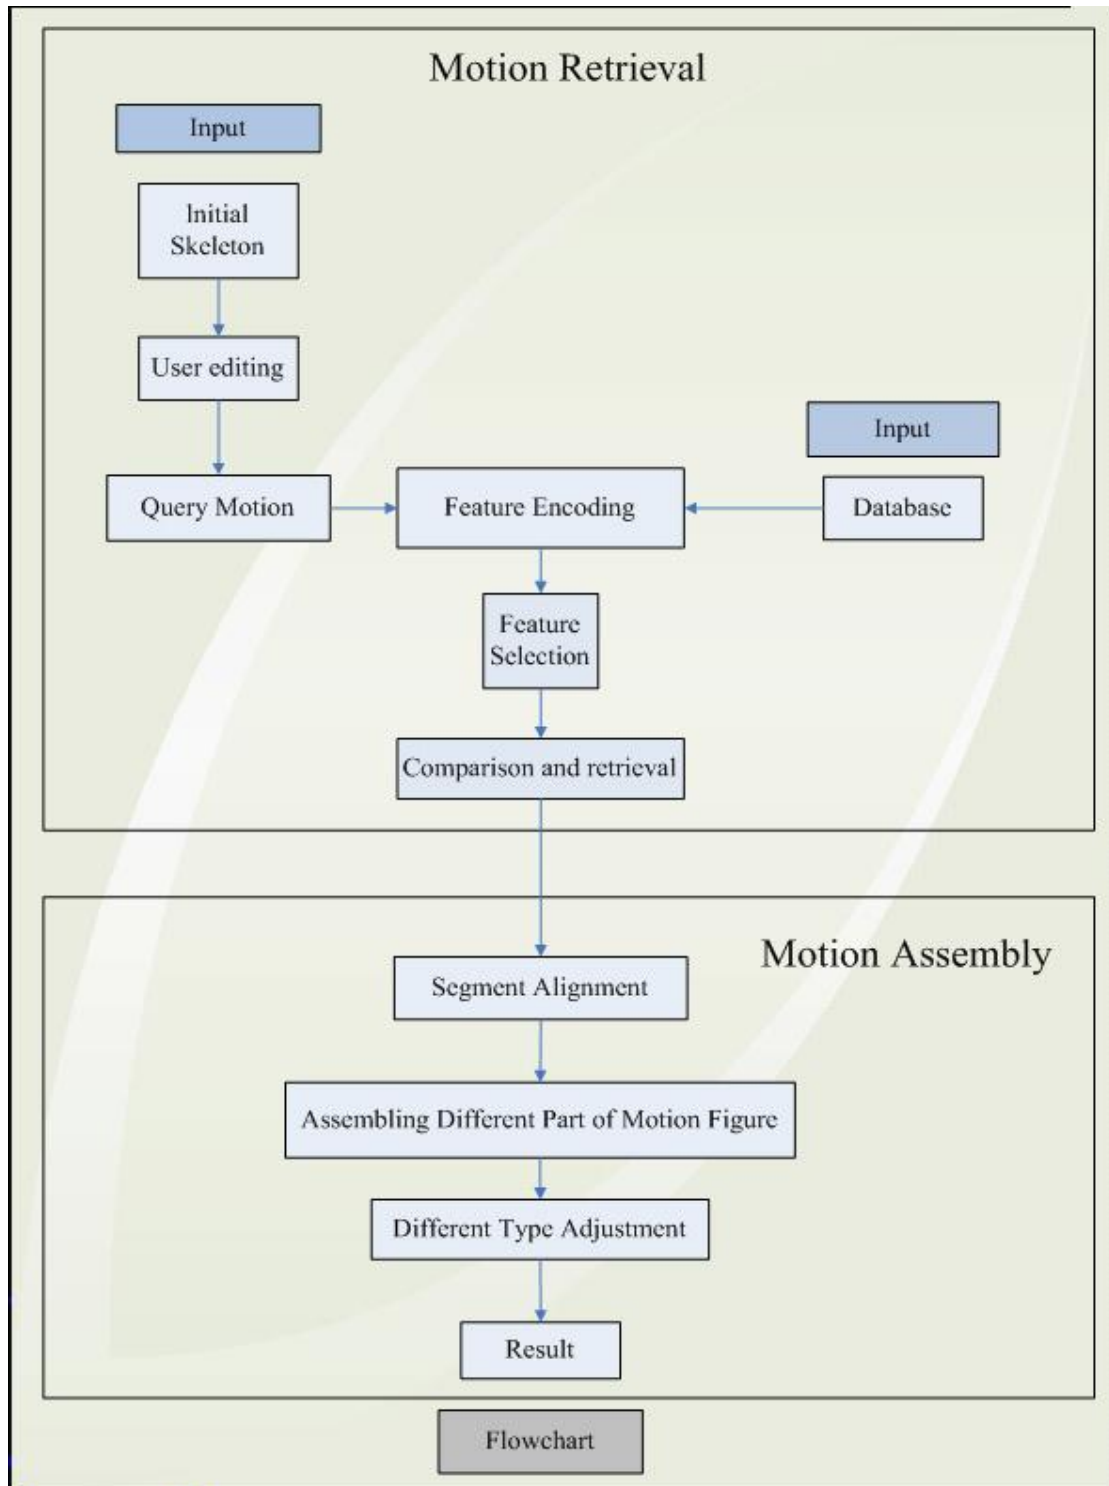 Motion Retrieval
Input
Initial
Skeleton
User editing
Input
Query Motion
Feature Encoding
Database
Feature
Selection
Comparison and retrieval
Motion Assembly
Segment Alignment
Assembling Different Part of Motion Figure
Different Type Adjustment
Result
Flowchart